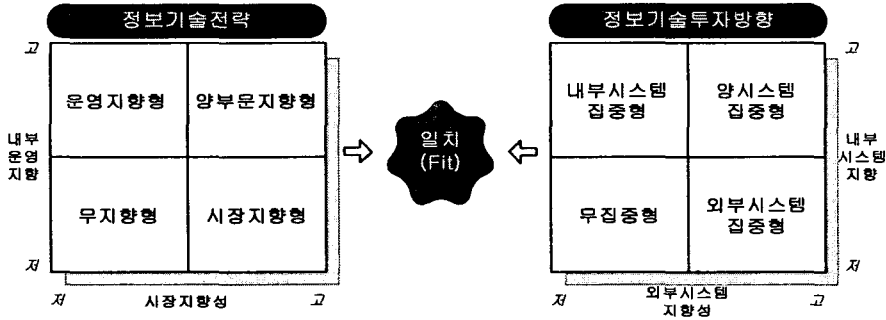 정보기술전략
고
운영지향형
양부문지향형
내부
운영
지향
무지향형
시장지향형
저
저
시장지향성
고
일치
(Fit)
정보기술투자방향
고
내부시스템
집중형
양시스템
집중형
내부
시스템
지향
무집중형
외부시스템
집중형
저
저
외부시스템
지향성
고